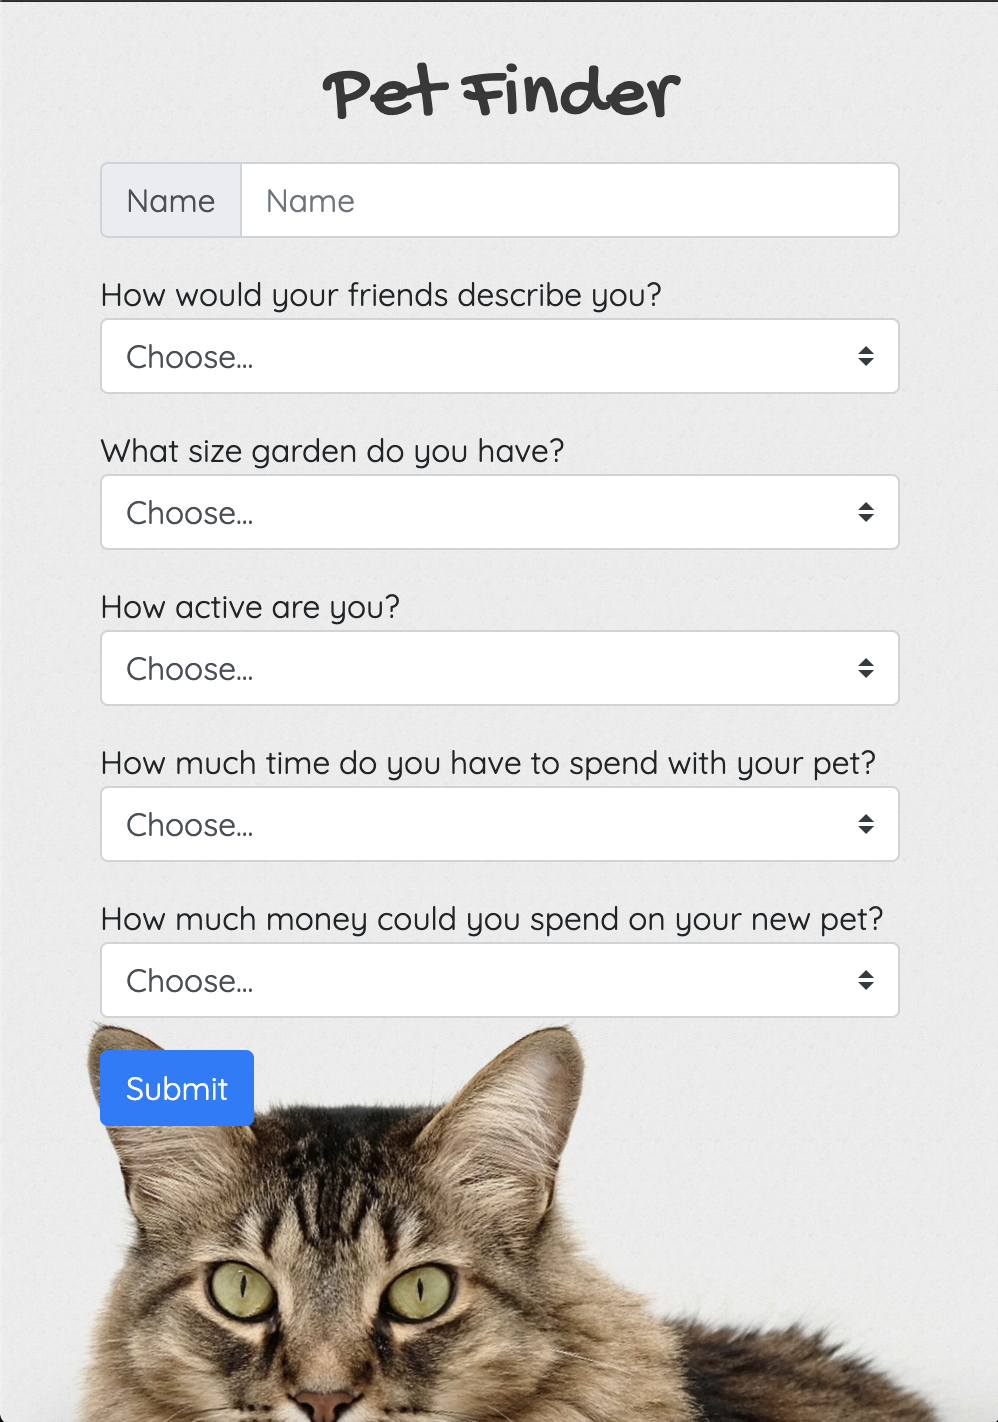 Pet Finder
Name Name
How would your friends describe you?
Choose...
What size garden do you have?
Choose...
How active are you?
Choose...
How much time do you have to spend with your pet?
Choose...
How much money could you spend on your new pet?
Choose...
Submit